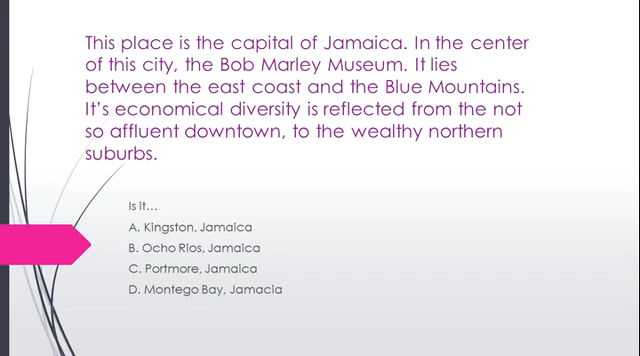 This place is the capital of Jamaica. In the center
of this city, the Bob Marley Museum. It lies
between the east coast and the Blue Mountains.
It's economical diversity is reflected from the not
so affluent downtown, to the wealthy northern
suburbs.
Is it…
A. Kingston, Jamaica
B. Ocho Rios, Jamaica
C. Portmore, Jamaica
D. Montego Bay, Jamacia